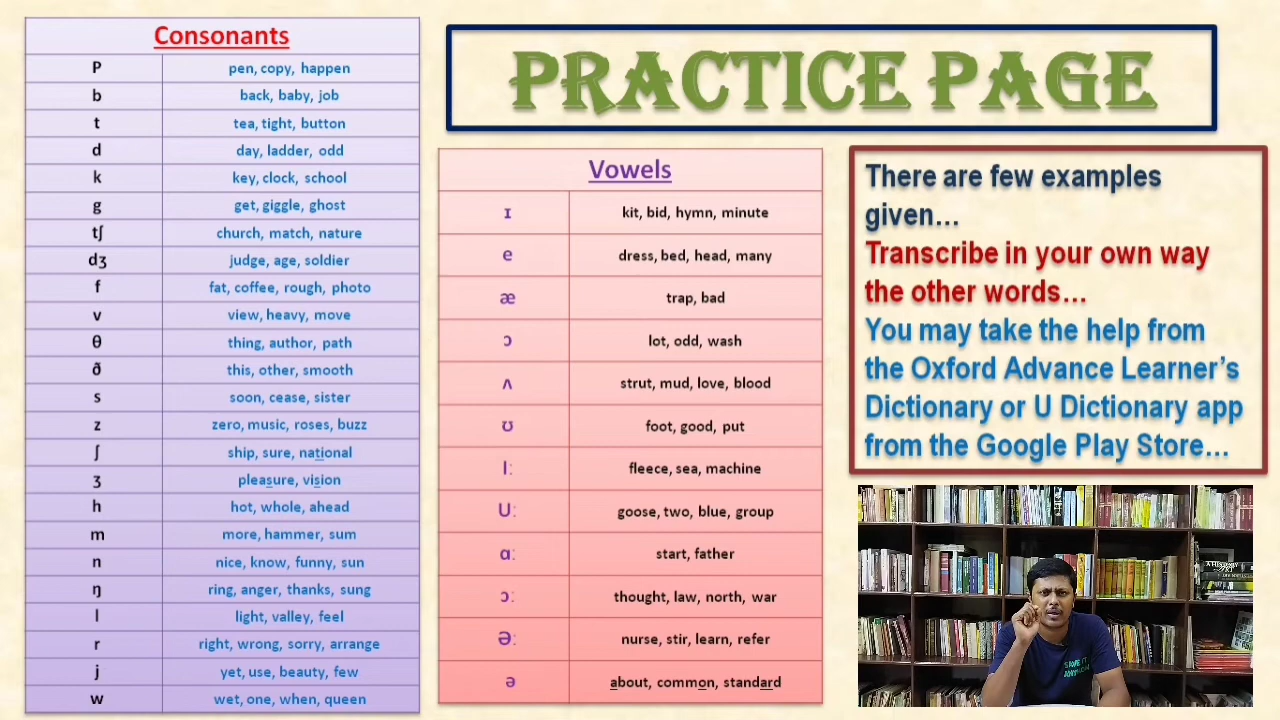 Consonants
P pen, copy, happen
b back, baby, job
t tea, tight, button
d day, ladder, odd
k key, clock, school
g get, giggle, ghost
tʃ church, match, nature
dʒ judge, age, soldier
f fat, coffee, rough, photo
v view, heavy, move
θ thing, author, path
ð this, other, smooth
s soon, cease, sister
z zero, music, roses, buzz
ʃ ship, sure, national
ʒ pleasure, vision
h hot, whole, ahead
m more, hammer, sum
n nice, know, funny, sun
ŋ ring, anger, thanks, sung
l light, valley, feel
r right, wrong, sorry, arrange
j yet, use, beauty, few
w wet, one, when, queen
PRACTICE PAGE
Vowels
ɪ kit, bid, hymn, minute
e dress, bed, head, many
æ trap, bad
ɔ lot, odd, wash
ʌ strut, mud, love, blood
ʊ foot, good, put
I: fleece, sea, machine
U: goose, two, blue, group
ɑ: start, father
ɔ: thought, law, north, war
Ə: nurse, stir, learn, refer
ə about, common, standard
There are few examples
given...
Transcribe in your own way
the other words...
You may take the help from
the Oxford Advance Learner's
Dictionary or U Dictionary app
from the Google Play Store...